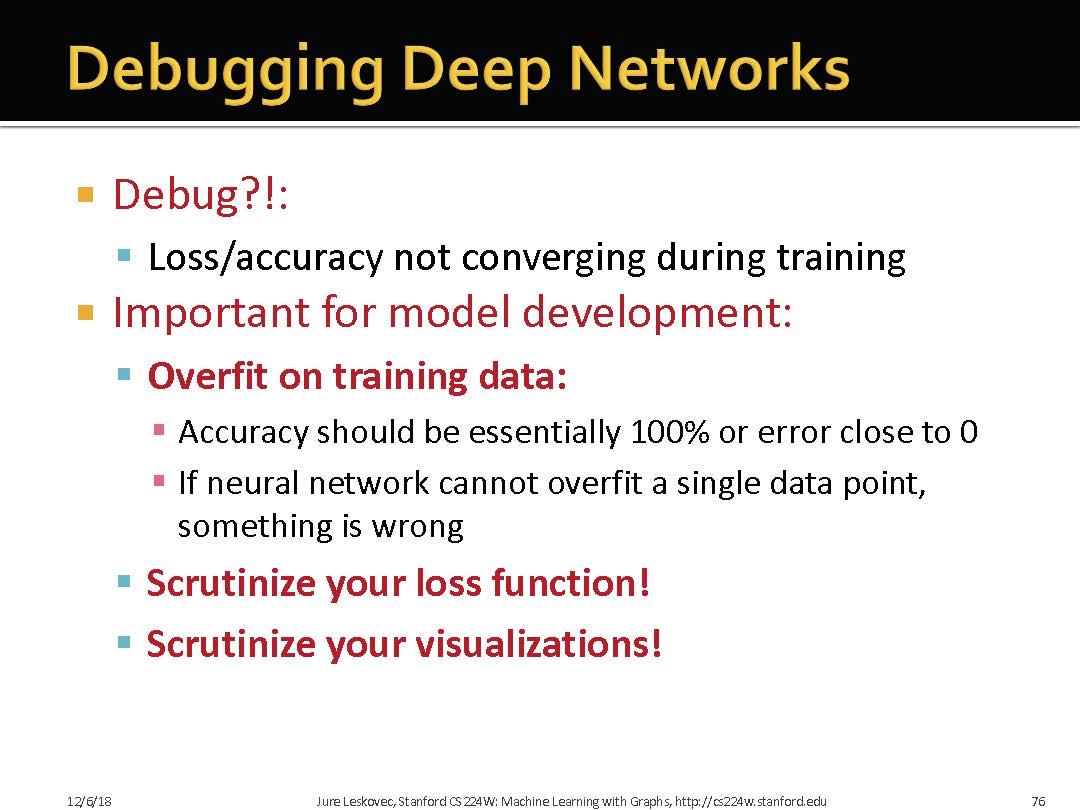 Debugging Deep Networks
Debug?!:
Loss/accuracy not converging during training
Important for model development:
Overfit on training data:
Accuracy should be essentially 100% or error close to 0
If neural network cannot overfit a single data point,
something is wrong
Scrutinize your loss function!
Scrutinize your visualizations!
12/6/18 Jure Leskovec, Stanford CS224W: Machine Learning with Graphs, http://cs224w.stanford.edu 76